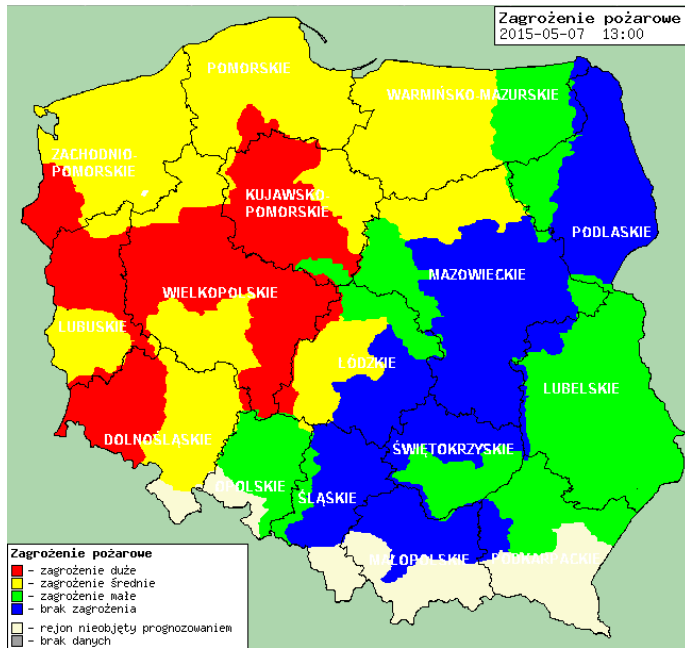 Zagrożenie pożarowe
2015-05-07 13:00
POMORSKIE
WARNIŃSKO-MAZURSKIE
ZACHODNIO-
POMORSKIE
KUJAWSKO-
POMORSKIE
PODLASKIE
MAZOWIECKIE
WIELKOPOLSKIE
LUBUSKIE
ŁÓDZKIE
LUBELSKIE
DOLNOŚLĄSKIE
ŚWIĘTOKRZYSKIE
OPOLSKIE
ŚLĄSKIE
MAŁOPOLSKIE
PODKARPACKIE
Zagrożenie pożarowe
- zagrożenie duże
- zagrożenie średnie
- zagrożenie małe
- brak zagrożenia
- rejon nieobjęty prognozowaniem
- brak danych